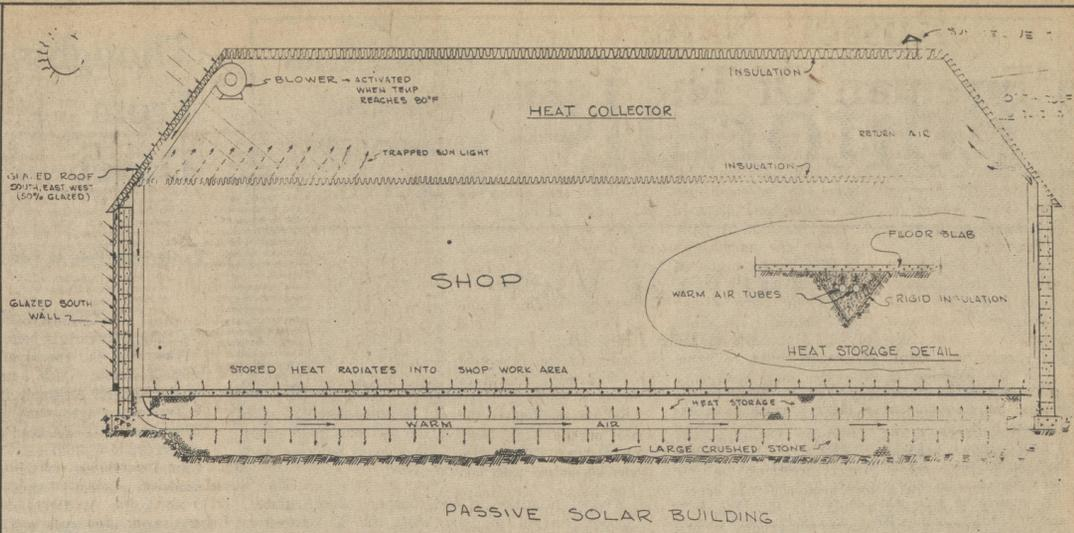 BLOWER → ACTIVATED
WHEN TEMP
REACHES 80°F
INSULATION
HEAT COLLECTOR
RETURN AIR
TRAPPED SUN LIGHT
INSULATION
ROOF
SOUTH, EAST, WEST
(50% GLAZED)
FLOOR SLAB
SHOP
WARM AIR TUBES
RIGID INSULATION
GLAZED SOUTH
WALL
HEAT STORAGE DETAIL
STORED HEAT RADIATES INTO SHOP WORK AREA
HEAT STORAGE
WARM AIR
LARGE CRUSHED STONE
PASSIVE SOLAR BUILDING